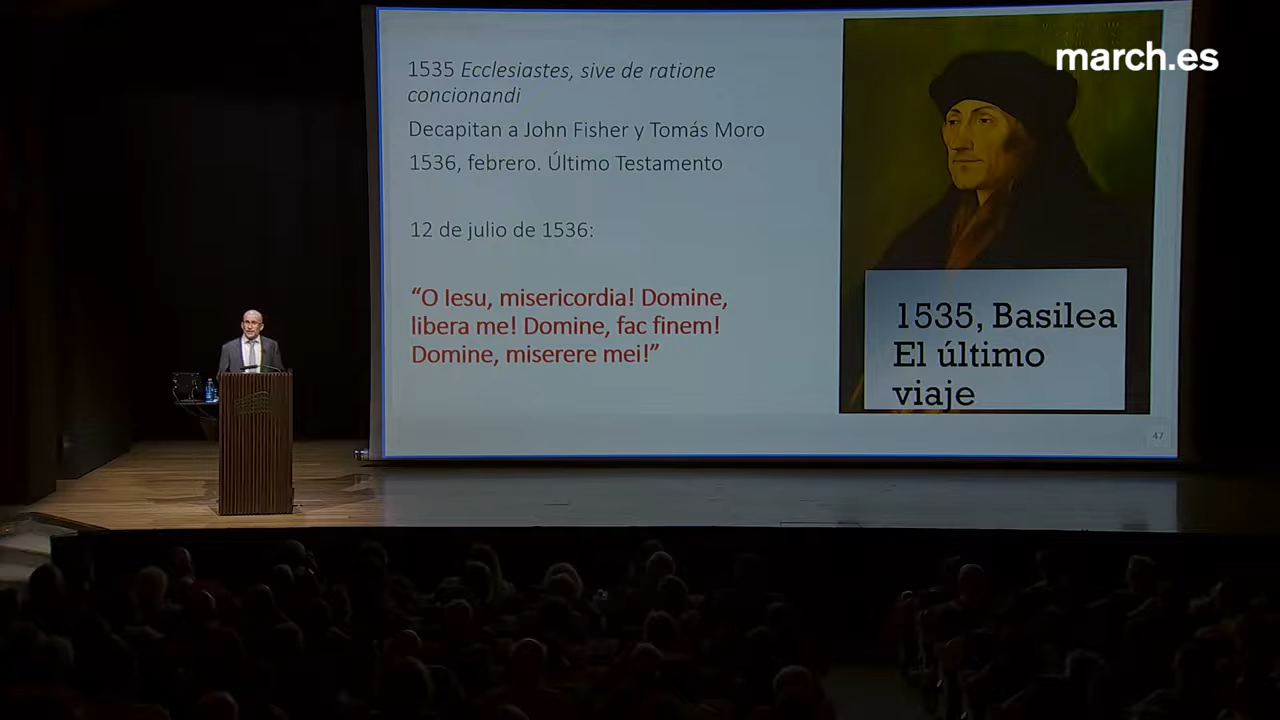 march.es
1535 Ecclesiastes, sive de ratione
concionandi
Decapitan a John Fisher y Tomás Moro
1536, febrero. Último Testamento
12 de julio de 1536:
“O Iesu, misericordia! Domine,
libera me! Domine, fac finem!
Domine, miserere mei!”
1535, Basilea
El último
viaje
47